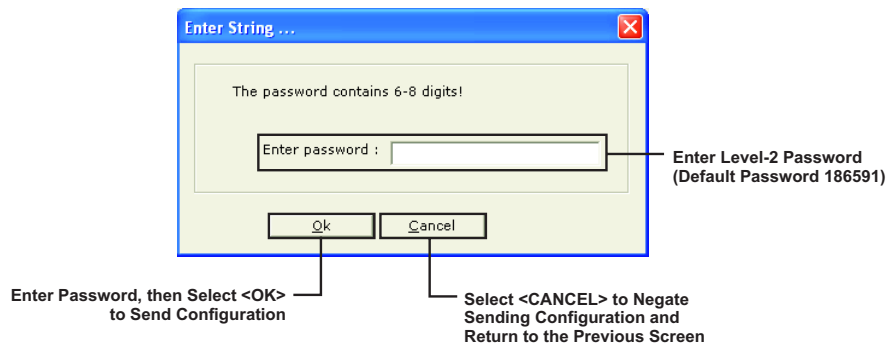 Enter String ...
The password contains 6-8 digits!
Enter password :
Enter Level-2 Password
(Default Password 186591)
Ok
Cancel
Enter Password, then Select <OK>
to Send Configuration
Select <CANCEL> to Negate
Sending Configuration and
Return to the Previous Screen